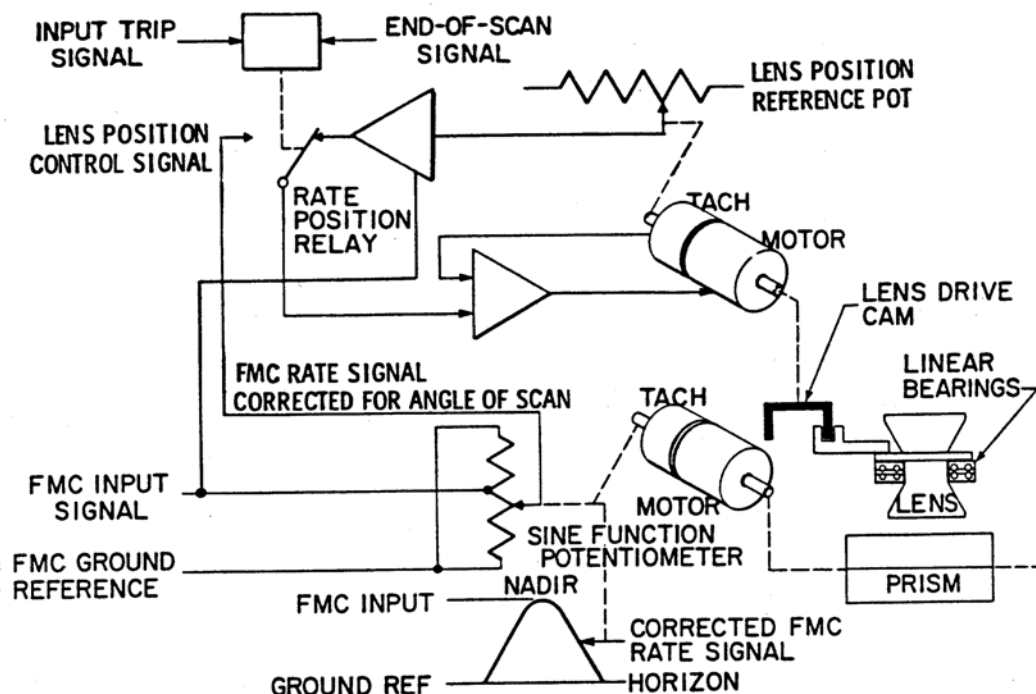 INPUT TRIP
SIGNAL
END-OF-SCAN
SIGNAL
LENS POSITION
REFERENCE POT
LENS POSITION
CONTROL SIGNAL
RATE
POSITION
RELAY
TACH
MOTOR
LENS DRIVE
CAM
LINEAR
BEARINGS
FMC RATE SIGNAL
CORRECTED FOR ANGLE OF SCAN
TACH
MOTOR
LENS
FMC INPUT
SIGNAL
SINE FUNCTION
POTENTIOMETER
FMC GROUND
REFERENCE
PRISM
NADIR
FMC INPUT
CORRECTED FMC
RATE SIGNAL
GROUND REF
HORIZON